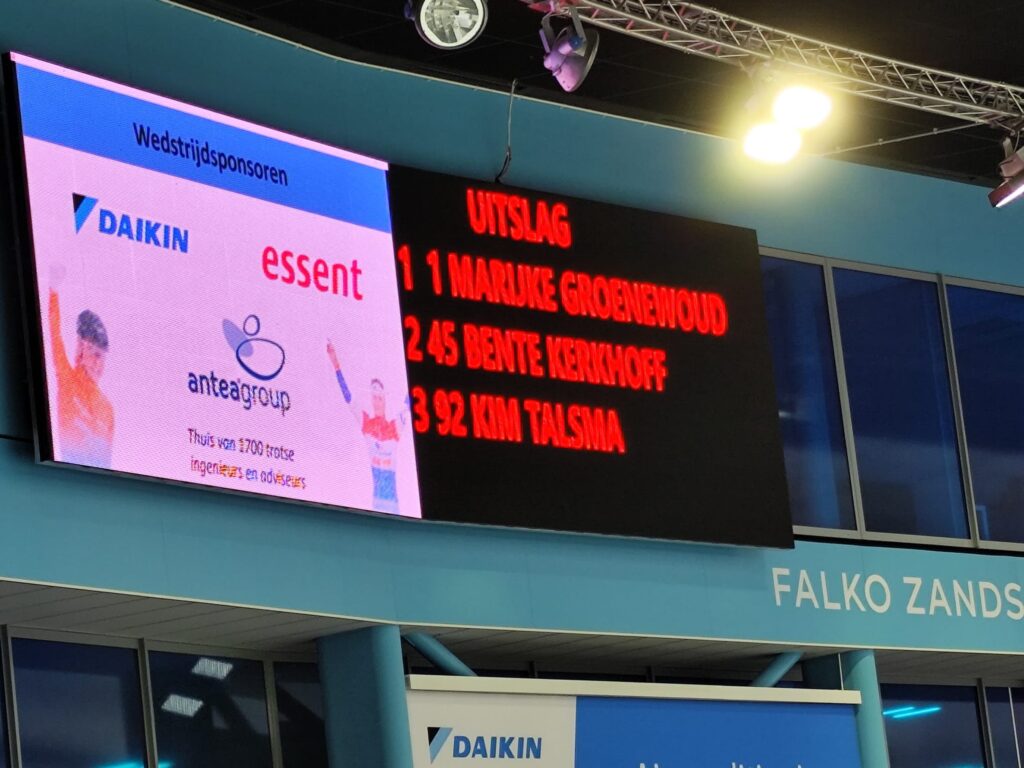 Wedstrijdsponsoren
DAIKIN
essent
anteagroup
Thuis van 1700 trotse
ingenieurs en adviseurs
UITSLAG
1 1 MARIJKE GROENEWOUD
2 45 BENTE KERKHOFF
3 92 KIM TALSMA
FALKO ZANDS
DAIKIN